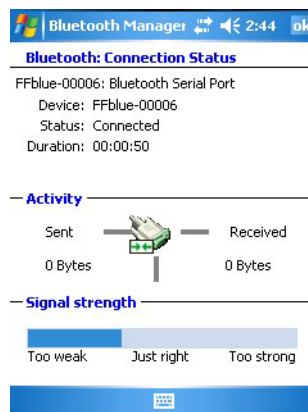 Bluetooth Manager 2:44 ok
Bluetooth: Connection Status
FFblue-00006: Bluetooth Serial Port
Device: FFblue-00006
Status: Connected
Duration: 00:00:50
Activity
Sent Received
0 Bytes 0 Bytes
Signal strength
Too weak Just right Too strong